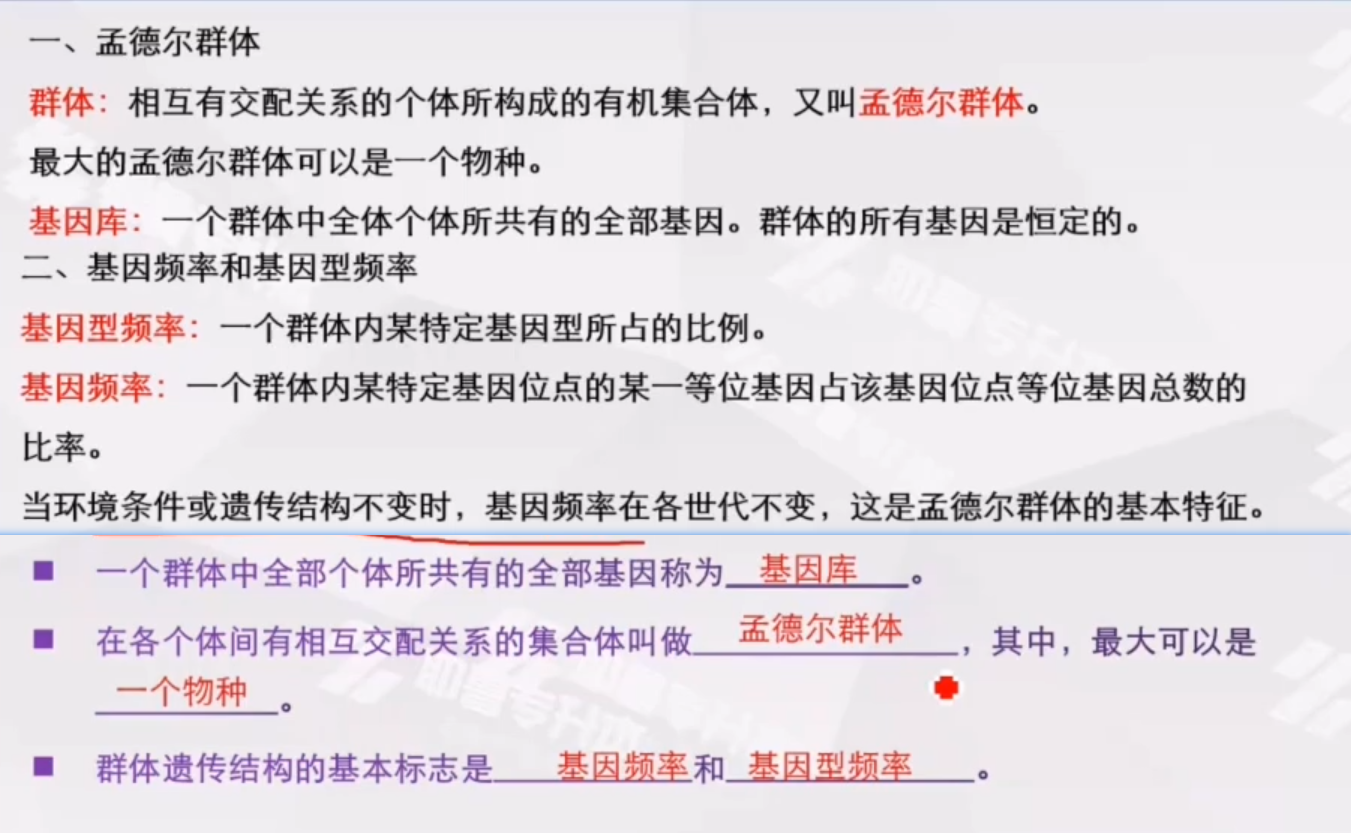 一、孟德尔群体
群体：相互有交配关系的个体所构成的有机集合体，又叫孟德尔群体。
最大的孟德尔群体可以是一个物种。
基因库：一个群体中全体个体所共有的全部基因。群体的所有基因是恒定的。
二、基因频率和基因型频率
基因型频率：一个群体内某特定基因型所占的比例。
基因频率：一个群体内某特定基因位点的某一等位基因占该基因位点等位基因总数的
比率。
当环境条件或遗传结构不变时，基因频率在各世代不变，这是孟德尔群体的基本特征。
■ 一个群体中全部个体所共有的全部基因称为 基因库 。
■ 在各个体间有相互交配关系的集合体叫做 孟德尔群体 ，其中，最大可以是
一个物种 。
■ 群体遗传结构的基本标志是 基因频率和 基因型频率 。